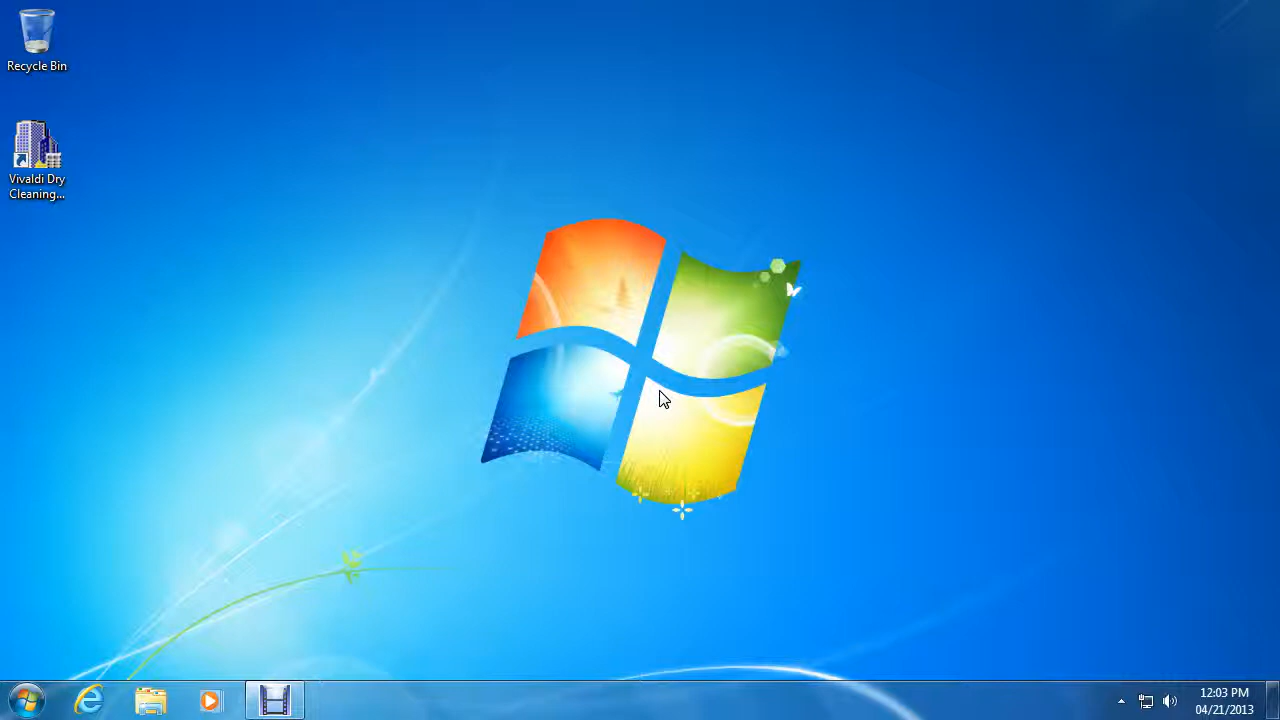 Recycle Bin
Vivaldi Dry
Cleaning...
12:03 PM
04/21/2013